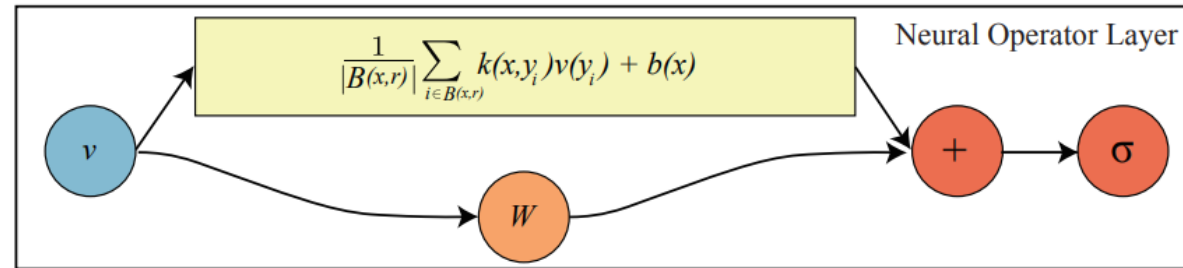 Neural Operator Layer
1/|B(x,r)| ∑_{i∈B(x,r)} k(x,y_i)v(y_i) + b(x)
v
W
+
σ